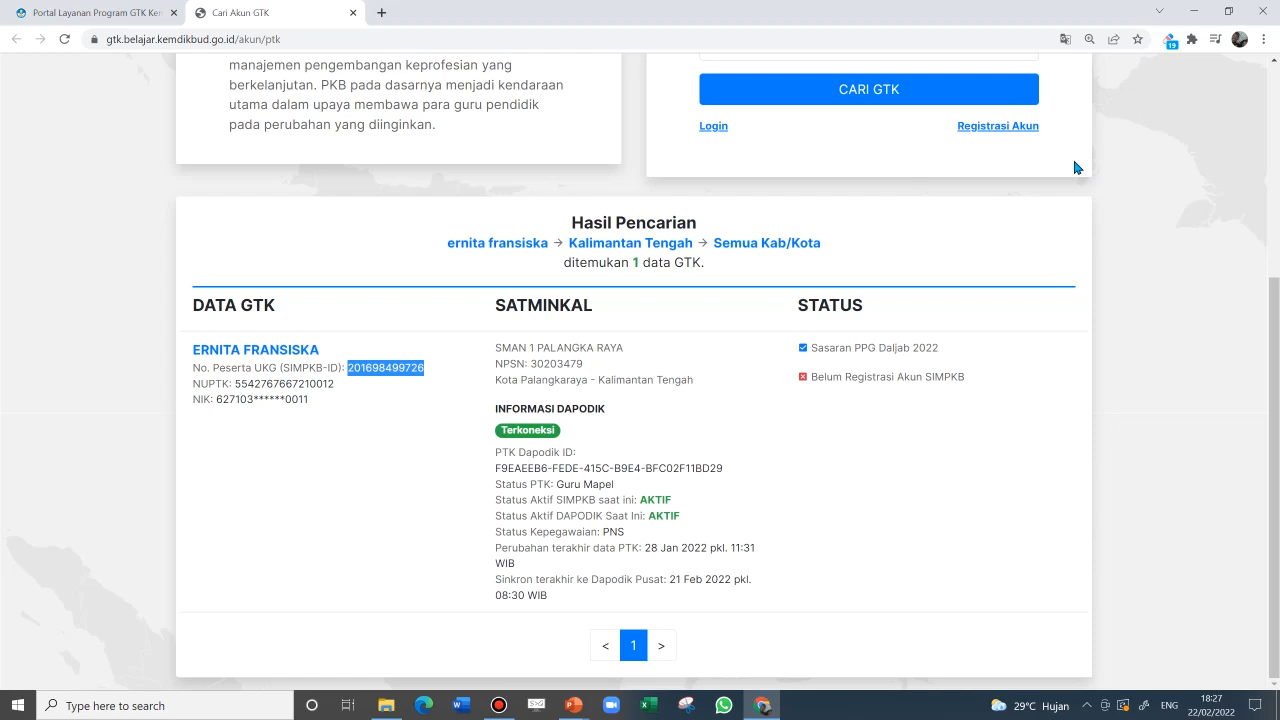 Portal Layanan Program GTK Ken
Cari Akun GTK
gtk.belajar.kemdikbud.go.id/akun/ptk
19
manajemen pengembangan keprofesian yang
berkelanjutan. PKB pada dasarnya menjadi kendaraan
utama dalam upaya membawa para guru pendidik
pada perubahan yang diinginkan.
CARI GTK
Login
Registrasi Akun
Hasil Pencarian
ernita fransiska → Kalimantan Tengah → Semua Kab/Kota
ditemukan 1 data GTK.
DATA GTK
SATMINKAL
STATUS
ERNITA FRANSISKA
No. Peserta UKG (SIMPKB-ID): 201698499726
NUPTK: 5542767667210012
NIK: 627103******0011
SMAN 1 PALANGKA RAYA
NPSN: 30203479
Kota Palangkaraya - Kalimantan Tengah
INFORMASI DAPODIK
Terkoneksi
PTK Dapodik ID:
F9EAEEB6-FEDE-415C-B9E4-BFC02F11BD29
Status PTK: Guru Mapel
Status Aktif SIMPKB saat ini: AKTIF
Status Aktif DAPODIK Saat Ini: AKTIF
Status Kepegawaian: PNS
Perubahan terakhir data PTK: 28 Jan 2022 pkl. 11:31
WIB
Sinkron terakhir ke Dapodik Pusat: 21 Feb 2022 pkl.
08:30 WIB
Sasaran PPG Daljab 2022
Belum Registrasi Akun SIMPKB
< 1 >
Type here to search
29°C Hujan
ENG
18:27
22/02/2022